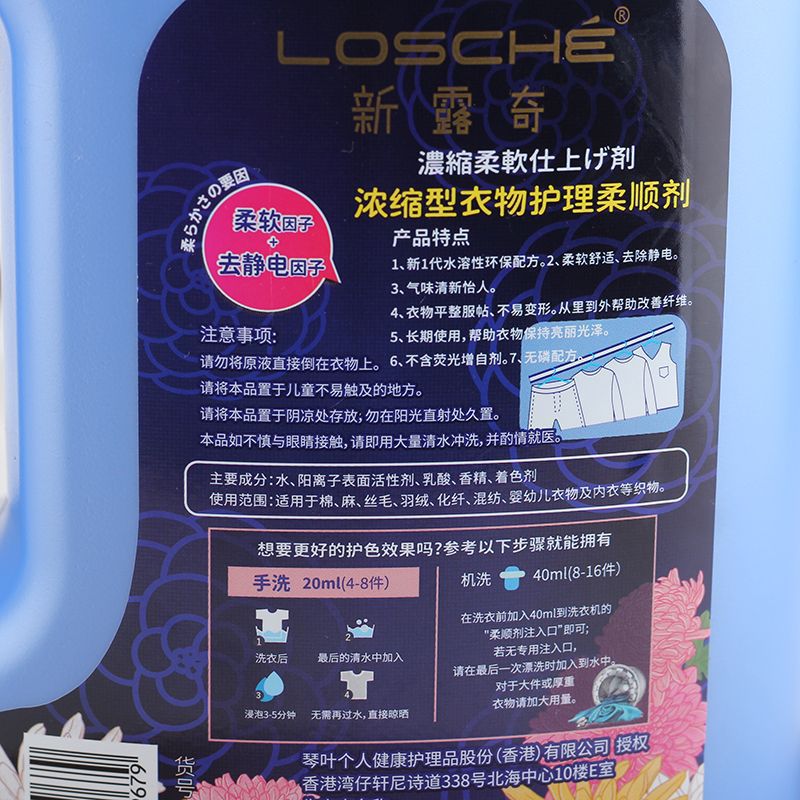 LOSCHÉ®
新露奇
濃縮柔軟仕上げ剤
浓缩型衣物护理柔顺剂
柔らかさの要因
柔软因子
+
去静电因子
产品特点
1、新1代水溶性环保配方。2、柔软舒适、去除静电。
3、气味清新怡人。
4、衣物平整服帖、不易变形。从里到外帮助改善纤维。
5、长期使用，帮助衣物保持亮丽光泽。
6、不含荧光增白剂。7、无磷配方。
注意事项:
请勿将原液直接倒在衣物上。
请将本品置于儿童不易触及的地方。
请将本品置于阴凉处存放;勿在阳光直射处久置。
本品如不慎与眼睛接触,请即用大量清水冲洗,并酌情就医。
主要成分:水、阳离子表面活性剂、乳酸、香精、着色剂
使用范围:适用于棉、麻、丝毛、羽绒、化纤、混纺、婴幼儿衣物及内衣等织物。
想要更好的护色效果吗?参考以下步骤就能拥有
手洗 20ml(4-8件)
1
洗衣后
2
最后的清水中加入
3
浸泡3-5分钟
4
无需再过水,直接晾晒
机洗 40ml(8-16件)
在洗衣前加入40ml到洗衣机的
"柔顺剂注入口"即可;
若无专用注入口,
请在最后一次漂洗时加入到水中。
对于大件或厚重
衣物请加大用量。
琴叶个人健康护理品股份(香港)有限公司 授权
香港湾仔轩尼诗道338号北海中心10楼E室
货号
679